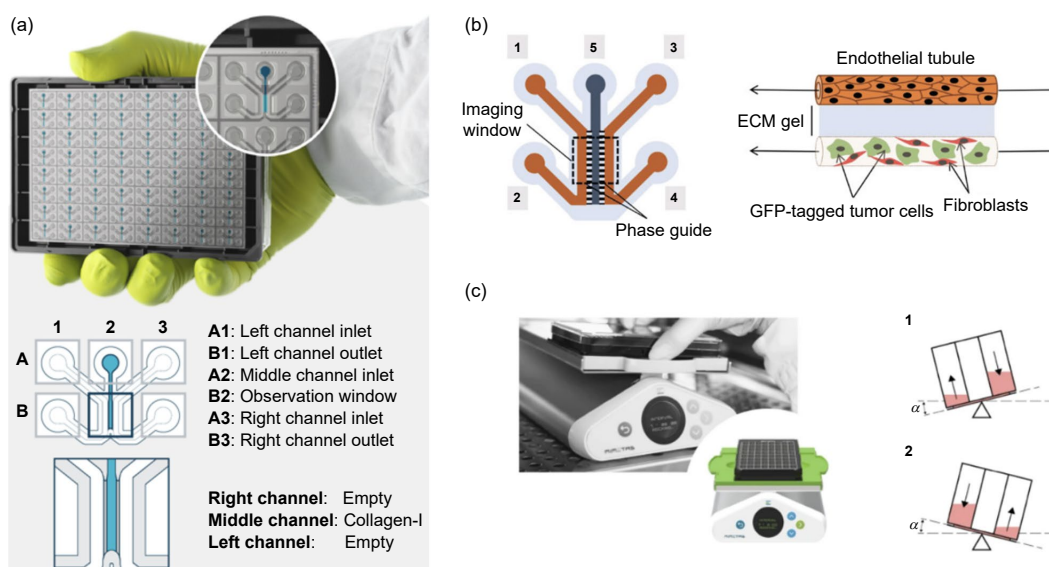 (a)
1 2 3
A
B
A1: Left channel inlet
B1: Left channel outlet
A2: Middle channel inlet
B2: Observation window
A3: Right channel inlet
B3: Right channel outlet
Right channel: Empty
Middle channel: Collagen-I
Left channel: Empty
(b)
1 5 3
Imaging
window
2 4
Phase guide
Endothelial tubule
ECM gel
GFP-tagged tumor cells
Fibroblasts
(c)
INTERVAL
1
α
2
α